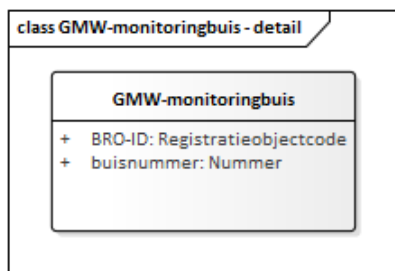 class GMW-monitoringbuis - detail
GMW-monitoringbuis
+ BRO-ID: Registratieobjectcode
+ buisnummer: Nummer